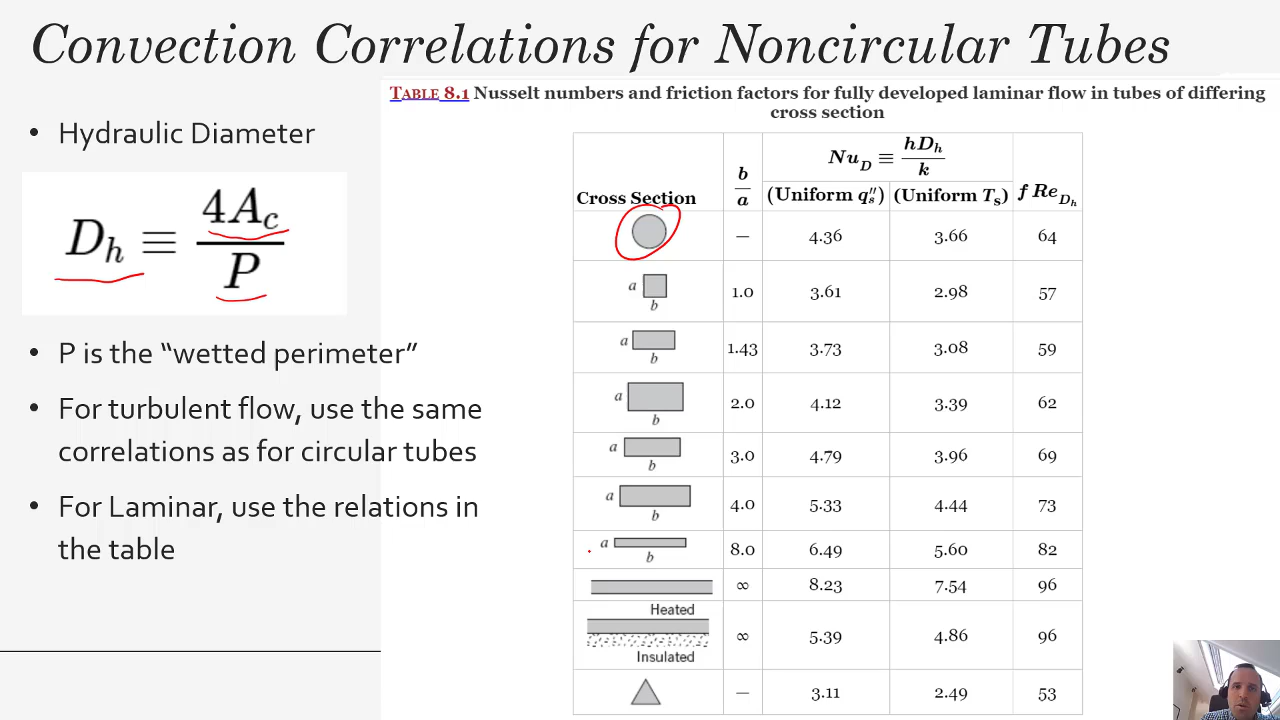 Convection Correlations for Noncircular Tubes
• Hydraulic Diameter
D_h ≡ 4A_c / P
• P is the “wetted perimeter”
• For turbulent flow, use the same
correlations as for circular tubes
• For Laminar, use the relations in
the table
TABLE 8.1 Nusselt numbers and friction factors for fully developed laminar flow in tubes of differing
cross section
Nu_D ≡ hD_h / k
Cross Section b/a (Uniform q″_s) (Uniform T_s) f Re_{D_h}
— 4.36 3.66 64
a b 1.0 3.61 2.98 57
a b 1.43 3.73 3.08 59
a b 2.0 4.12 3.39 62
a b 3.0 4.79 3.96 69
a b 4.0 5.33 4.44 73
a b 8.0 6.49 5.60 82
∞ 8.23 7.54 96
Heated
∞ 5.39 4.86 96
Insulated
— 3.11 2.49 53